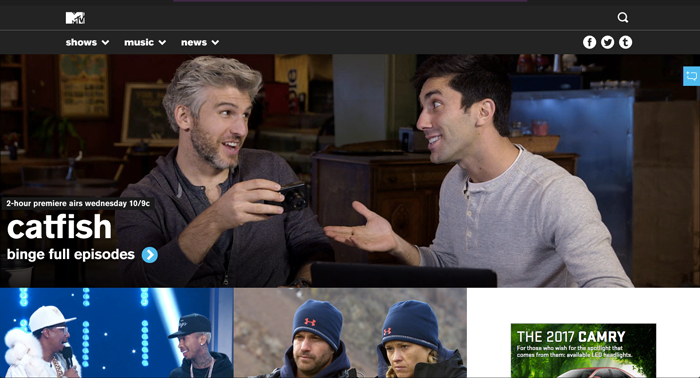 MTV
shows
music
news
2-hour premiere airs wednesday 10/9c
catfish
binge full episodes
THE 2017 CAMRY
For those who wish for the spotlight that
comes from them: available LED headlights.